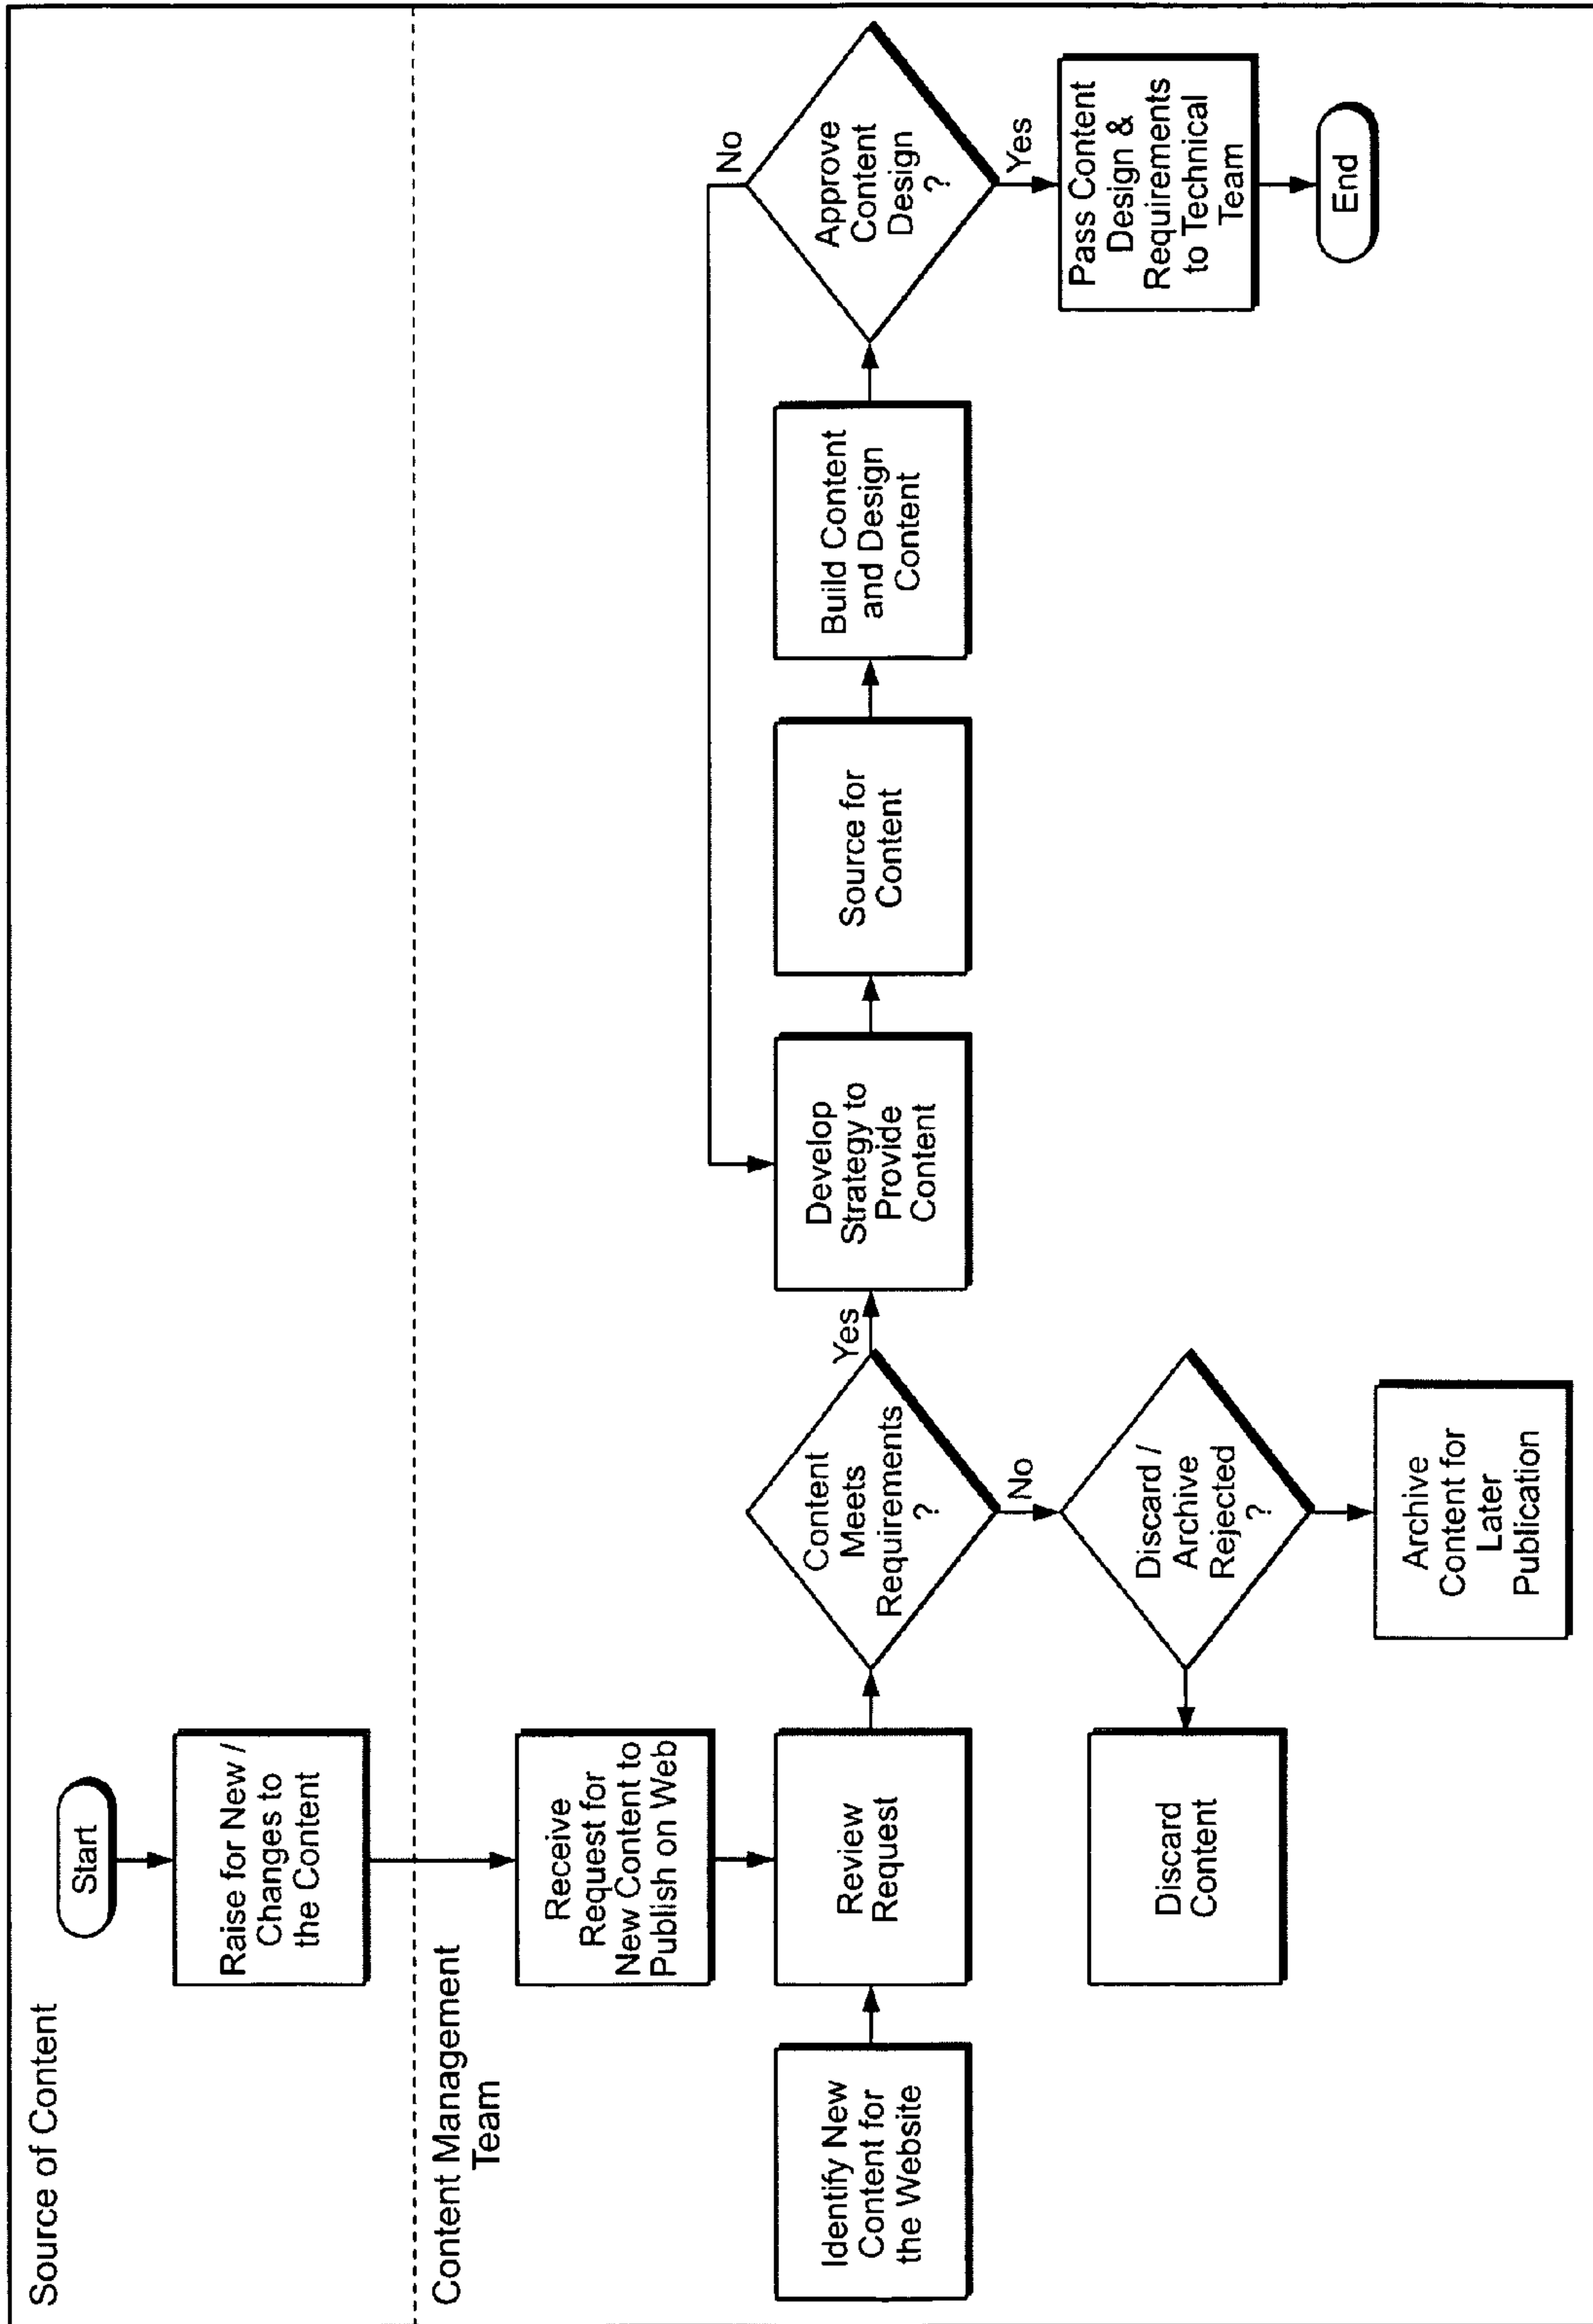 Source of Content
Start
Raise for New /
Changes to
the Content
Content Management
Team
Receive
Request for
New Content to
Publish on Web
Identify New
Content for
the Website
Review
Request
Content
Meets
Requirements
?
Yes
No
Develop
Strategy to
Provide
Content
Source for
Content
Build Content
and Design
Content
Approve
Content
Design
?
No
Yes
Pass Content
Design &
Requirements
to Technical
Team
End
Discard /
Archive
Rejected
?
Discard
Content
Archive
Content for
Later
Publication